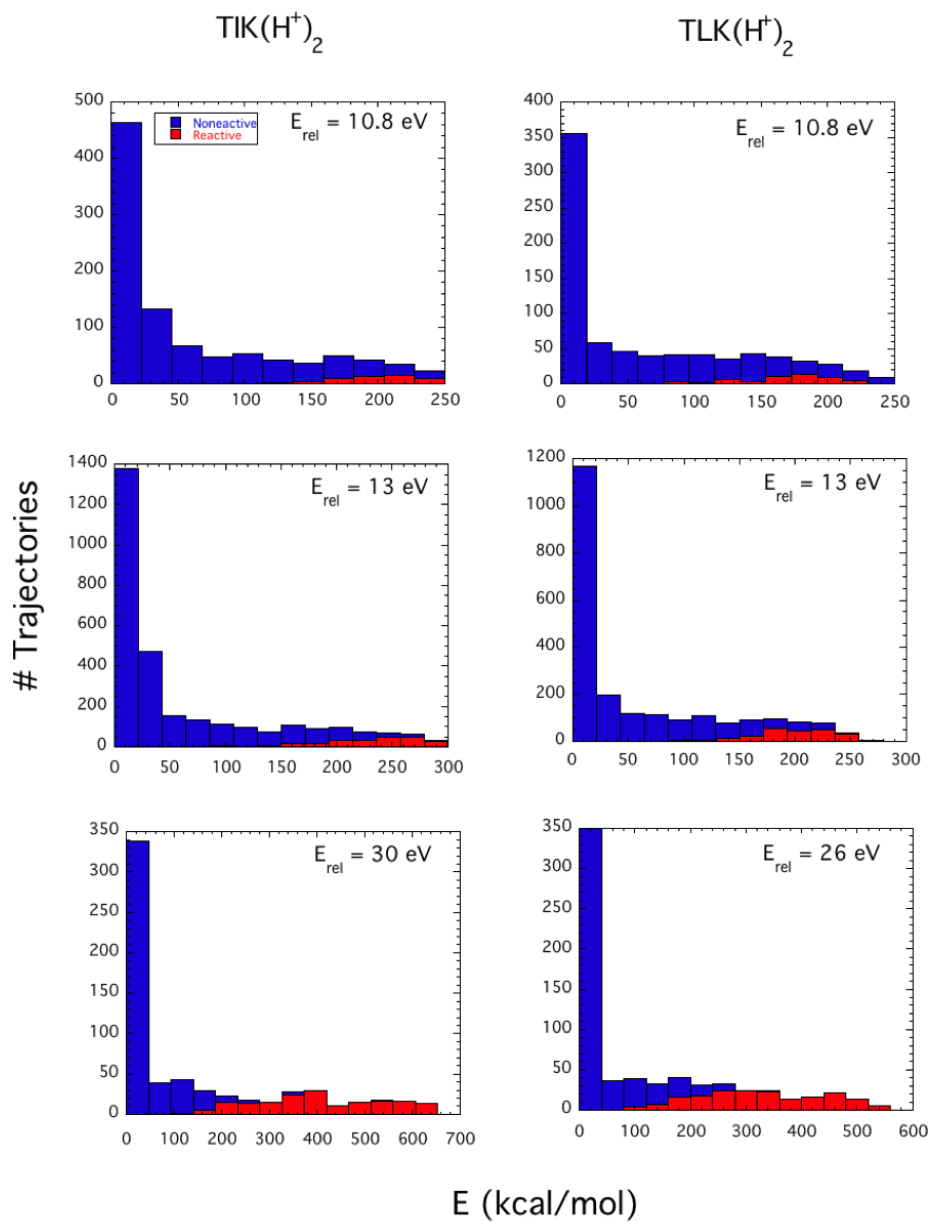 TIK(H+)2 TLK(H+)2
500 400
Noneactive
Reactive
Erel = 10.8 eV Erel = 10.8 eV
350
400
300
300 250
200
200
150
100
100
50
0 0
0 50 100 150 200 250 0 50 100 150 200 250
# Trajectories
1400 1200
Erel = 13 eV Erel = 13 eV
1200 1000
1000
800
800
600
600
400
400
200 200
0 0
0 50 100 150 200 250 300 0 50 100 150 200 250 300
350 350
Erel = 30 eV Erel = 26 eV
300 300
250 250
200 200
150 150
100 100
50 50
0 0
0 100 200 300 400 500 600 700 0 100 200 300 400 500 600
E (kcal/mol)